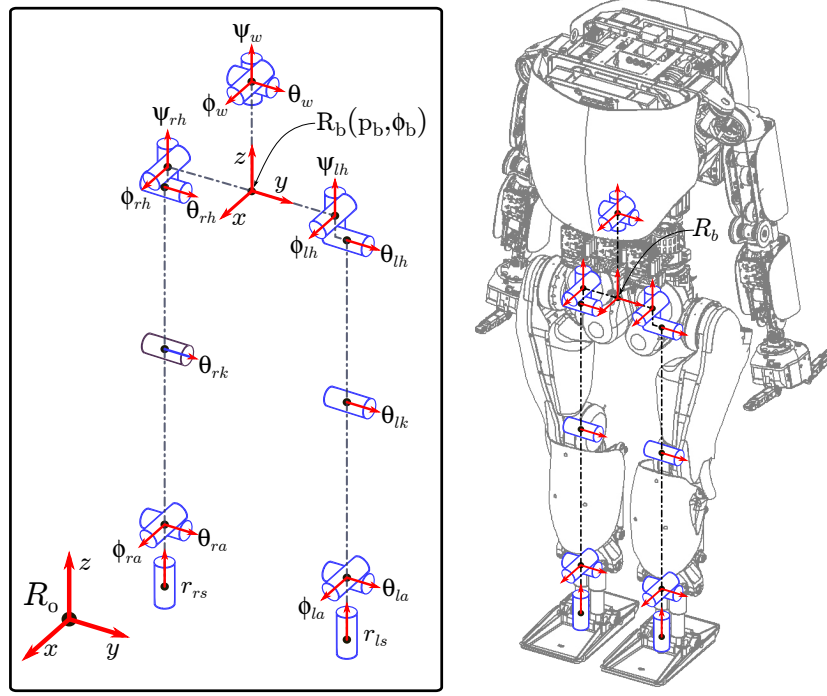 ψ_w
ϕ_w
θ_w
R_b(p_b,ϕ_b)
ψ_rh
z
y
x
ϕ_rh
θ_rh
ψ_lh
ϕ_lh
θ_lh
R_b
θ_rk
θ_lk
ϕ_ra
θ_ra
r_rs
z
R_o
x
y
ϕ_la
θ_la
r_ls